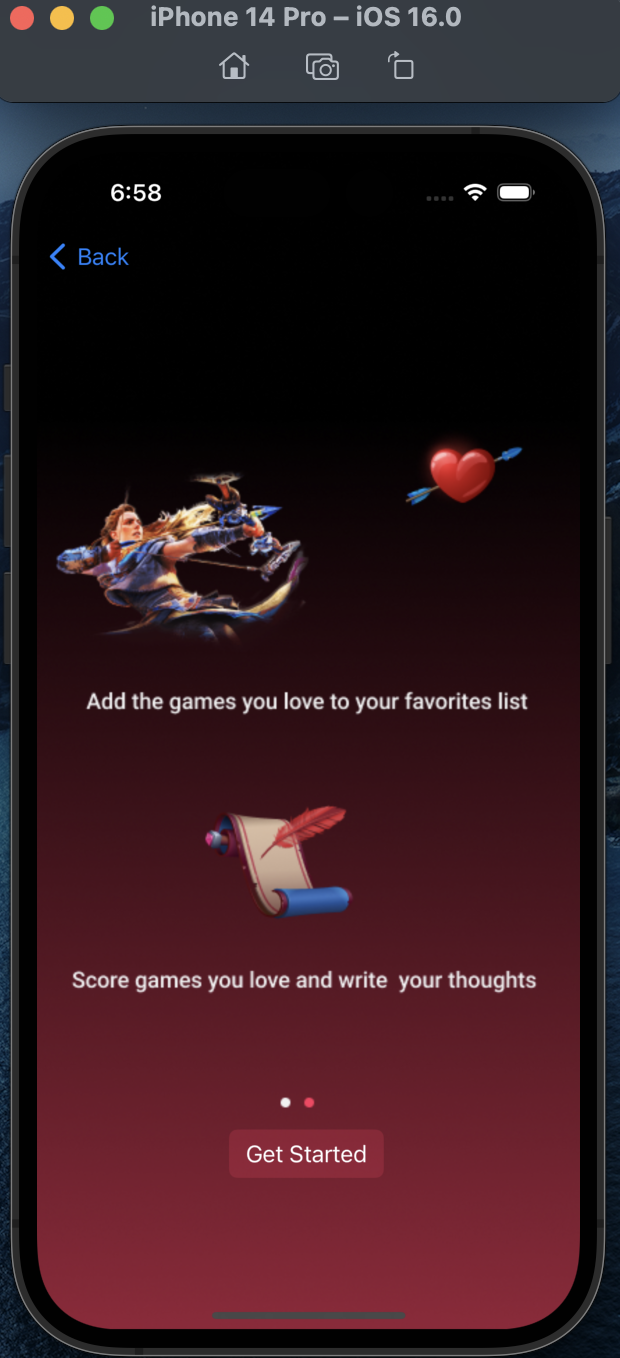 iPhone 14 Pro – iOS 16.0
6:58
Back
Add the games you love to your favorites list
Score games you love and write  your thoughts
Get Started